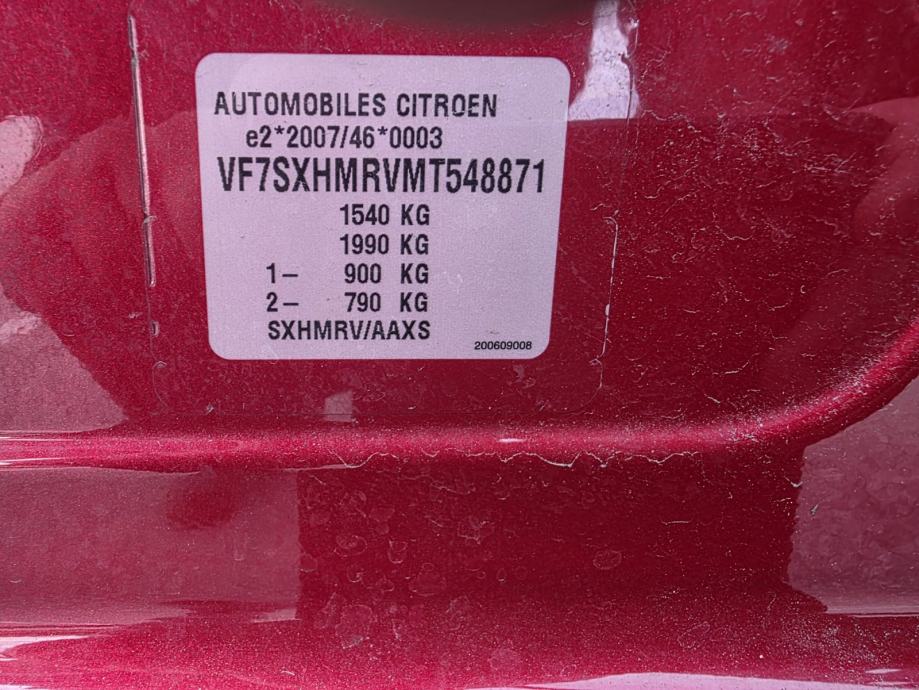 AUTOMOBILES CITROEN
e2*2007/46*0003
VF7SXHMRVMT548871
1540 KG
1990 KG
1– 900 KG
2– 790 KG
SXHMRV/AAXS
200609008